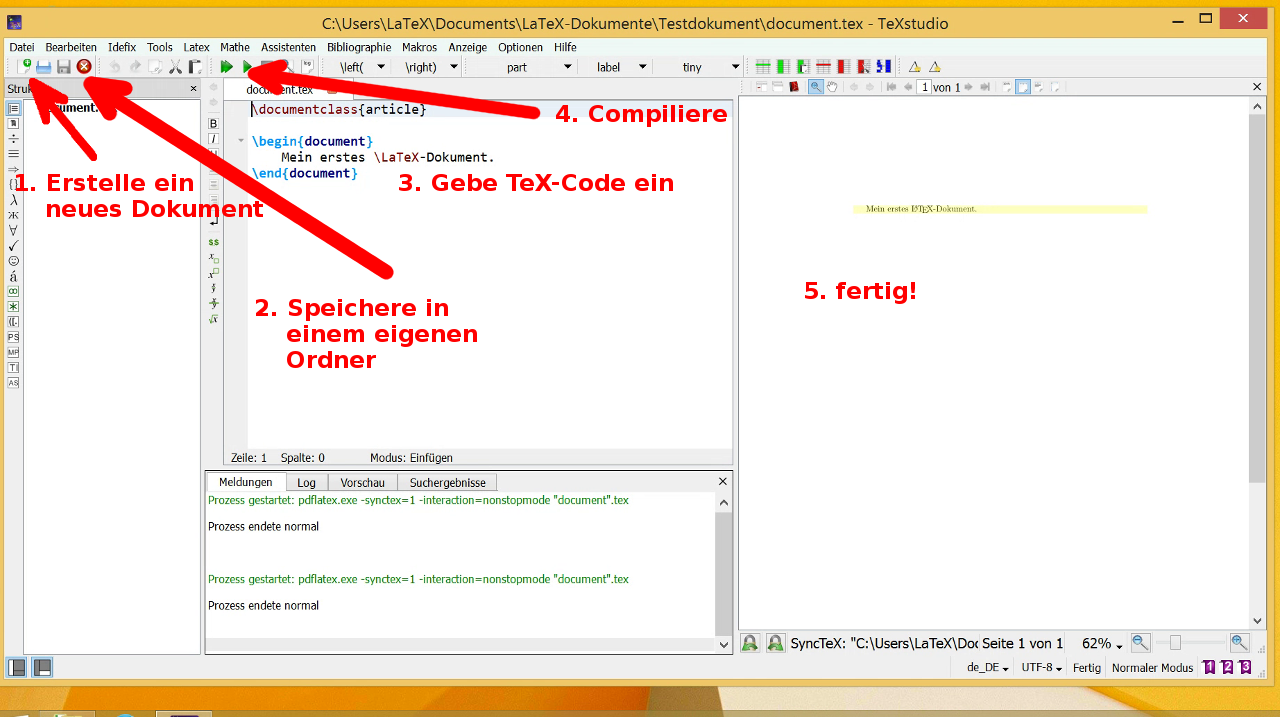 C:\Users\LaTeX\Documents\LaTeX-Dokumente\Testdokument\document.tex - TeXstudio
Datei Bearbeiten Idefix Tools Latex Mathe Assistenten Bibliographie Makros Anzeige Optionen Hilfe
\left( \right) part label tiny
document.tex
1 von 1
\documentclass{article}
4. Compiliere
\begin{document}
Mein erstes \LaTeX-Dokument.
\end{document}
1. Erstelle ein
neues Dokument
3. Gebe TeX-Code ein
Mein erstes LaTeX-Dokument.
5. fertig!
2. Speichere in
einem eigenen
Ordner
Zeile: 1 Spalte: 0 Modus: Einfügen
Meldungen Log Vorschau Suchergebnisse
Prozess gestartet: pdflatex.exe -synctex=1 -interaction=nonstopmode "document".tex
Prozess endete normal
Prozess gestartet: pdflatex.exe -synctex=1 -interaction=nonstopmode "document".tex
Prozess endete normal
SyncTeX: "C:\Users\LaTeX\Doc Seite 1 von 1 62%
de_DE UTF-8 Fertig Normaler Modus 1 2 3